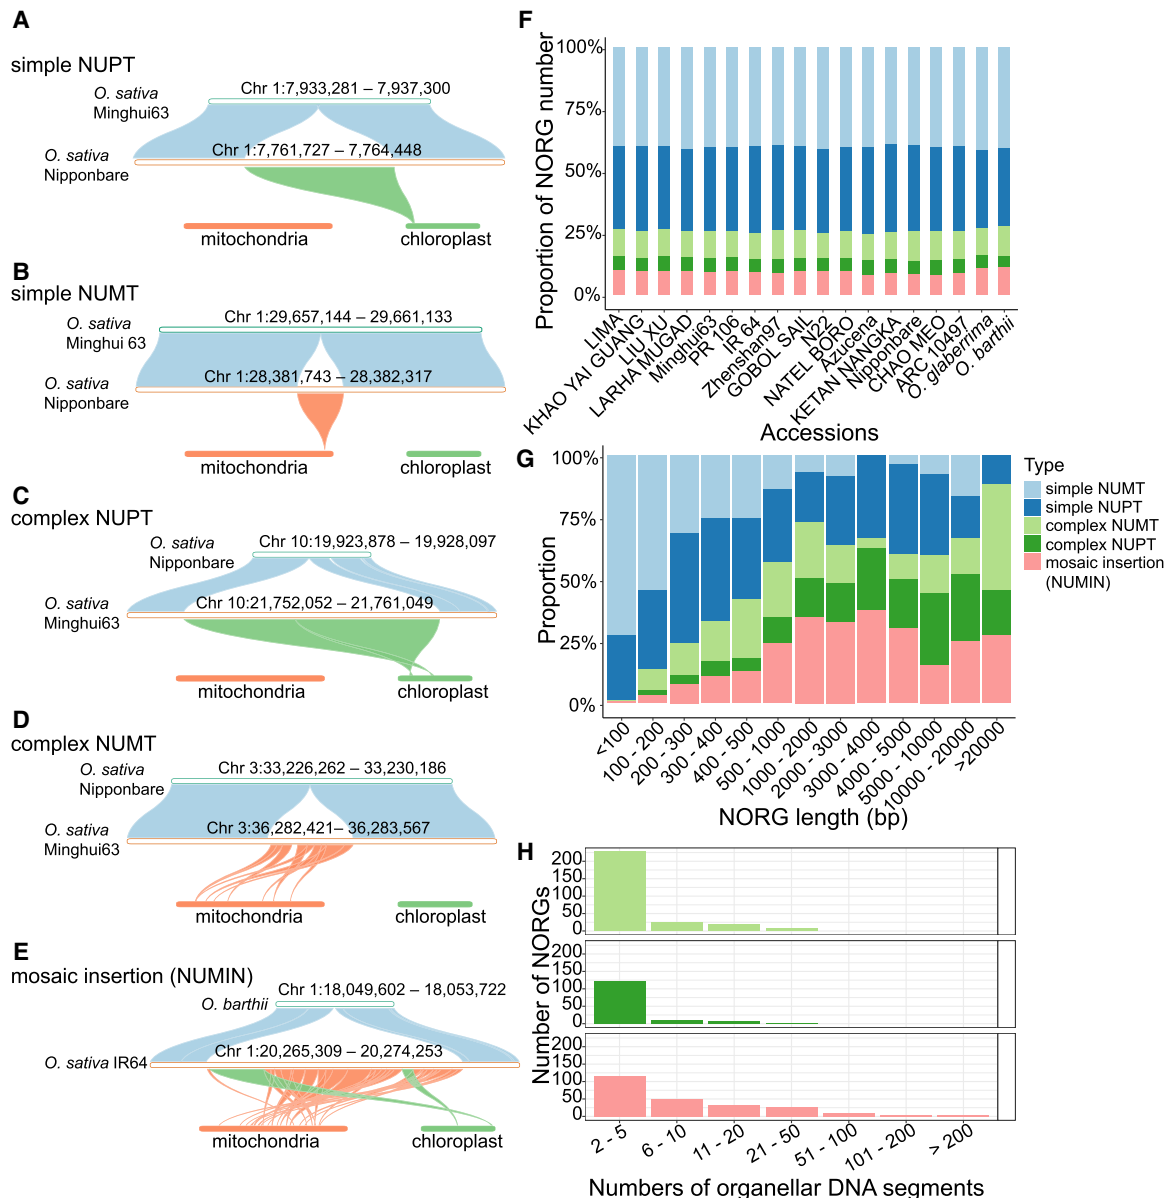 A
simple NUPT
O. sativa
Minghui63
Chr 1:7,933,281 – 7,937,300
O. sativa
Nipponbare
Chr 1:7,761,727 – 7,764,448
mitochondria
chloroplast
B
simple NUMT
O. sativa
Minghui 63
Chr 1:29,657,144 – 29,661,133
O. sativa
Nipponbare
Chr 1:28,381,743 – 28,382,317
mitochondria
chloroplast
C
complex NUPT
O. sativa
Nipponbare
Chr 10:19,923,878 – 19,928,097
O. sativa
Minghui63
Chr 10:21,752,052 – 21,761,049
mitochondria
chloroplast
D
complex NUMT
O. sativa
Nipponbare
Chr 3:33,226,262 – 33,230,186
O. sativa
Minghui63
Chr 3:36,282,421– 36,283,567
mitochondria
chloroplast
E
mosaic insertion (NUMIN)
O. barthii
Chr 1:18,049,602 – 18,053,722
O. sativa IR64
Chr 1:20,265,309 – 20,274,253
mitochondria
chloroplast
F
Proportion of NORG number
100%
75%
50%
25%
0%
LIMA
KHAO YAI GUANG
LIU XU
LARHA MUGAD
Minghui63
PR 106
IR 64
Zhenshan97
GOBOL SAIL
N22
NATEL BORO
Azucena
KETAN NANGKA
Nipponbare
CHAO MEO
ARC 10497
O. glaberrima
O. barthii
Accessions
G
Proportion
100%
75%
50%
25%
0%
<100
100 - 200
200 - 300
300 - 400
400 - 500
500 - 1000
1000 - 2000
2000 - 3000
3000 - 4000
4000 - 5000
5000 - 10000
10000 - 20000
>20000
NORG length (bp)
Type
simple NUMT
simple NUPT
complex NUMT
complex NUPT
mosaic insertion
(NUMIN)
H
Number of NORGs
200
150
100
50
0
200
150
100
50
0
200
150
100
50
0
2 - 5
6 - 10
11 - 20
21 - 50
51 - 100
101 - 200
> 200
Numbers of organellar DNA segments